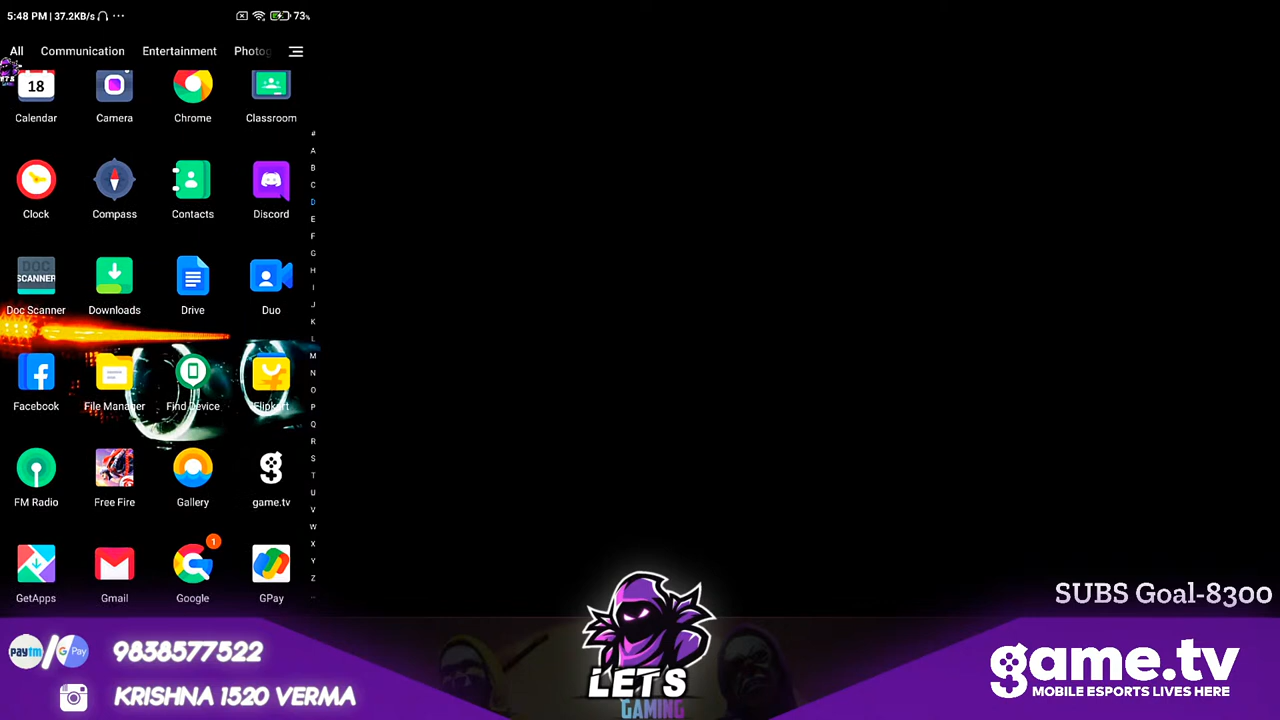 5:48 PM | 37.2KB/s ...
73%
All Communication Entertainment Photog
18
Calendar Camera Chrome Classroom
Clock Compass Contacts Discord
DOC
SCANNER
Doc Scanner Downloads Drive Duo
Facebook File Manager Find Device Flipkart
FM Radio Free Fire Gallery game.tv
1
GetApps Gmail Google GPay
#
A
B
C
D
E
F
G
H
I
J
K
L
M
N
O
P
Q
R
S
T
U
V
W
X
Y
Z
SUBS Goal-8300
Paytm / G Pay 9838577522
KRISHNA 1520 VERMA
LETS
GAMING
game.tv
MOBILE ESPORTS LIVES HERE